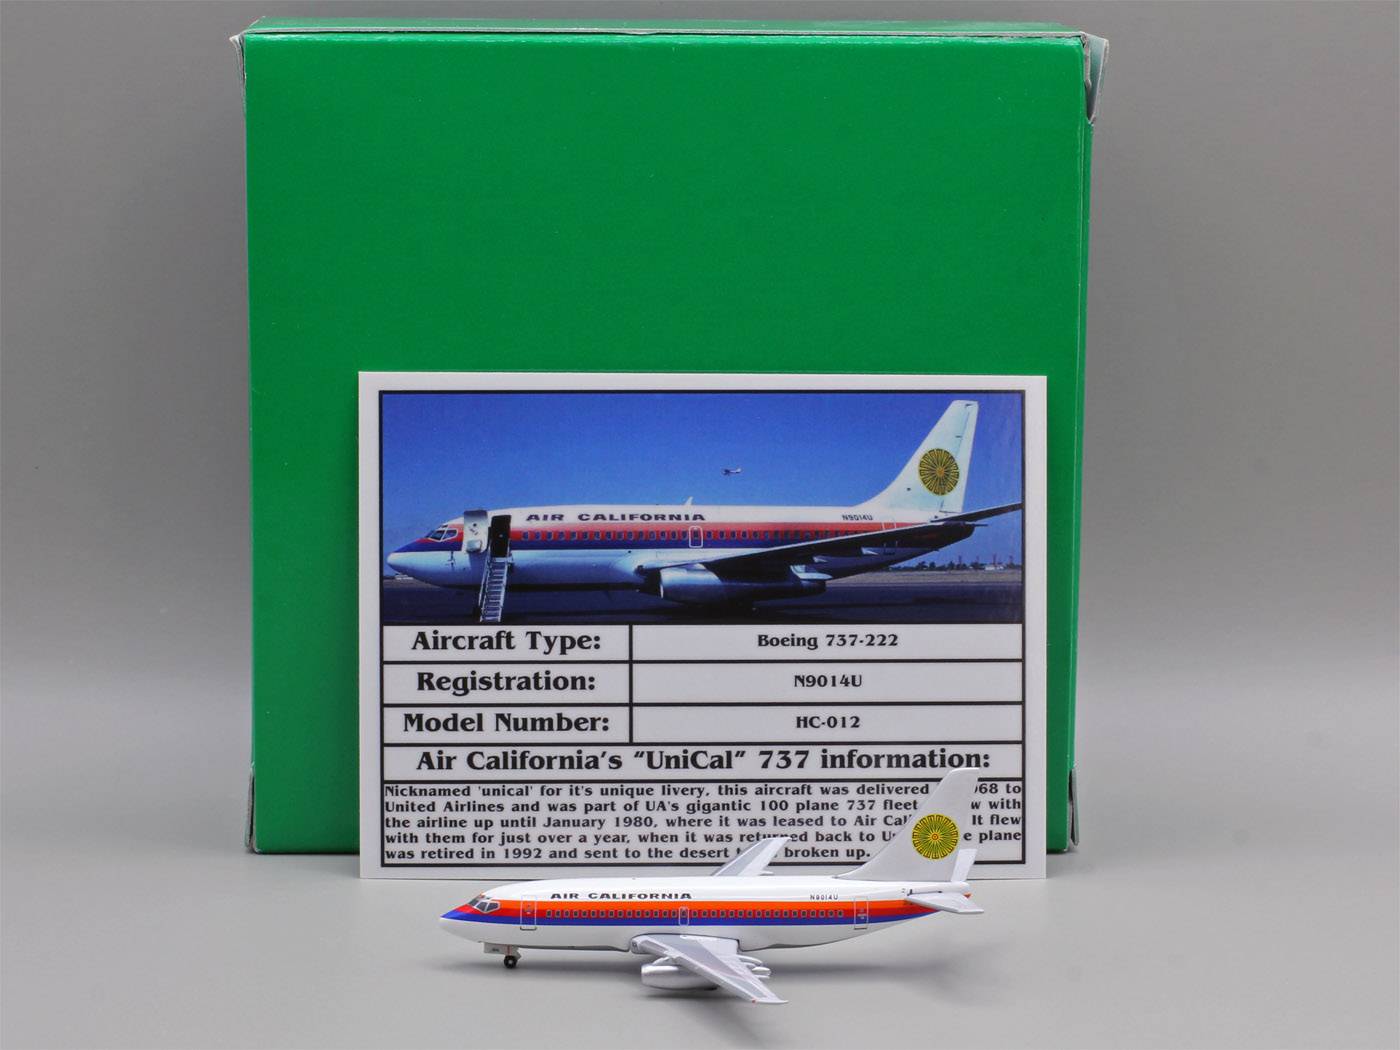 AIR CALIFORNIA
N9014U
Aircraft Type: Boeing 737-222
Registration: N9014U
Model Number: HC-012
Air California's "UniCal" 737 information:
Nicknamed 'unical' for it's unique livery, this aircraft was delivered 68 to
United Airlines and was part of UA's gigantic 100 plane 737 fleet with
the airline up until January 1980, where it was leased to Air It flew
with them for just over a year, when it was returned back to plane
was retired in 1992 and sent to the desert broken up.
AIR CALIFORNIA
N9014U